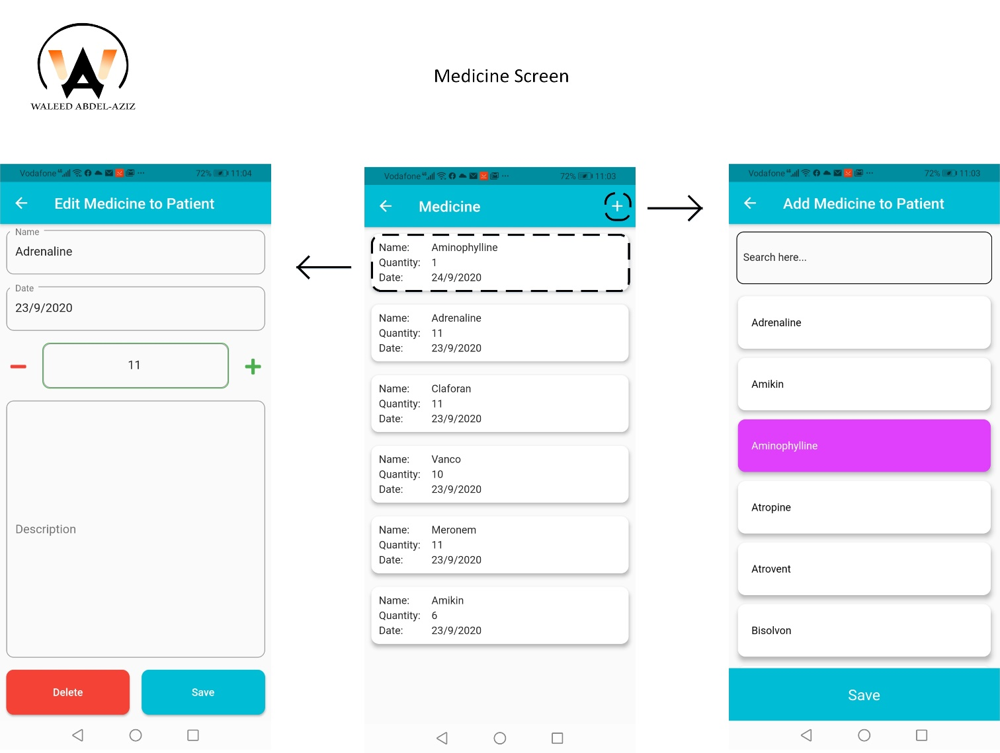 WALEED ABDEL-AZIZ
Medicine Screen
Vodafone 4G 72% 11:04
Edit Medicine to Patient
Name
Adrenaline
Date
23/9/2020
11
Description
Delete Save
Vodafone 4G 72% 11:03
Medicine
Name: Aminophylline
Quantity: 1
Date: 24/9/2020
Name: Adrenaline
Quantity: 11
Date: 23/9/2020
Name: Claforan
Quantity: 11
Date: 23/9/2020
Name: Vanco
Quantity: 10
Date: 23/9/2020
Name: Meronem
Quantity: 11
Date: 23/9/2020
Name: Amikin
Quantity: 6
Date: 23/9/2020
Vodafone 4G 72% 11:03
Add Medicine to Patient
Search here...
Adrenaline
Amikin
Aminophylline
Atropine
Atrovent
Bisolvon
Save